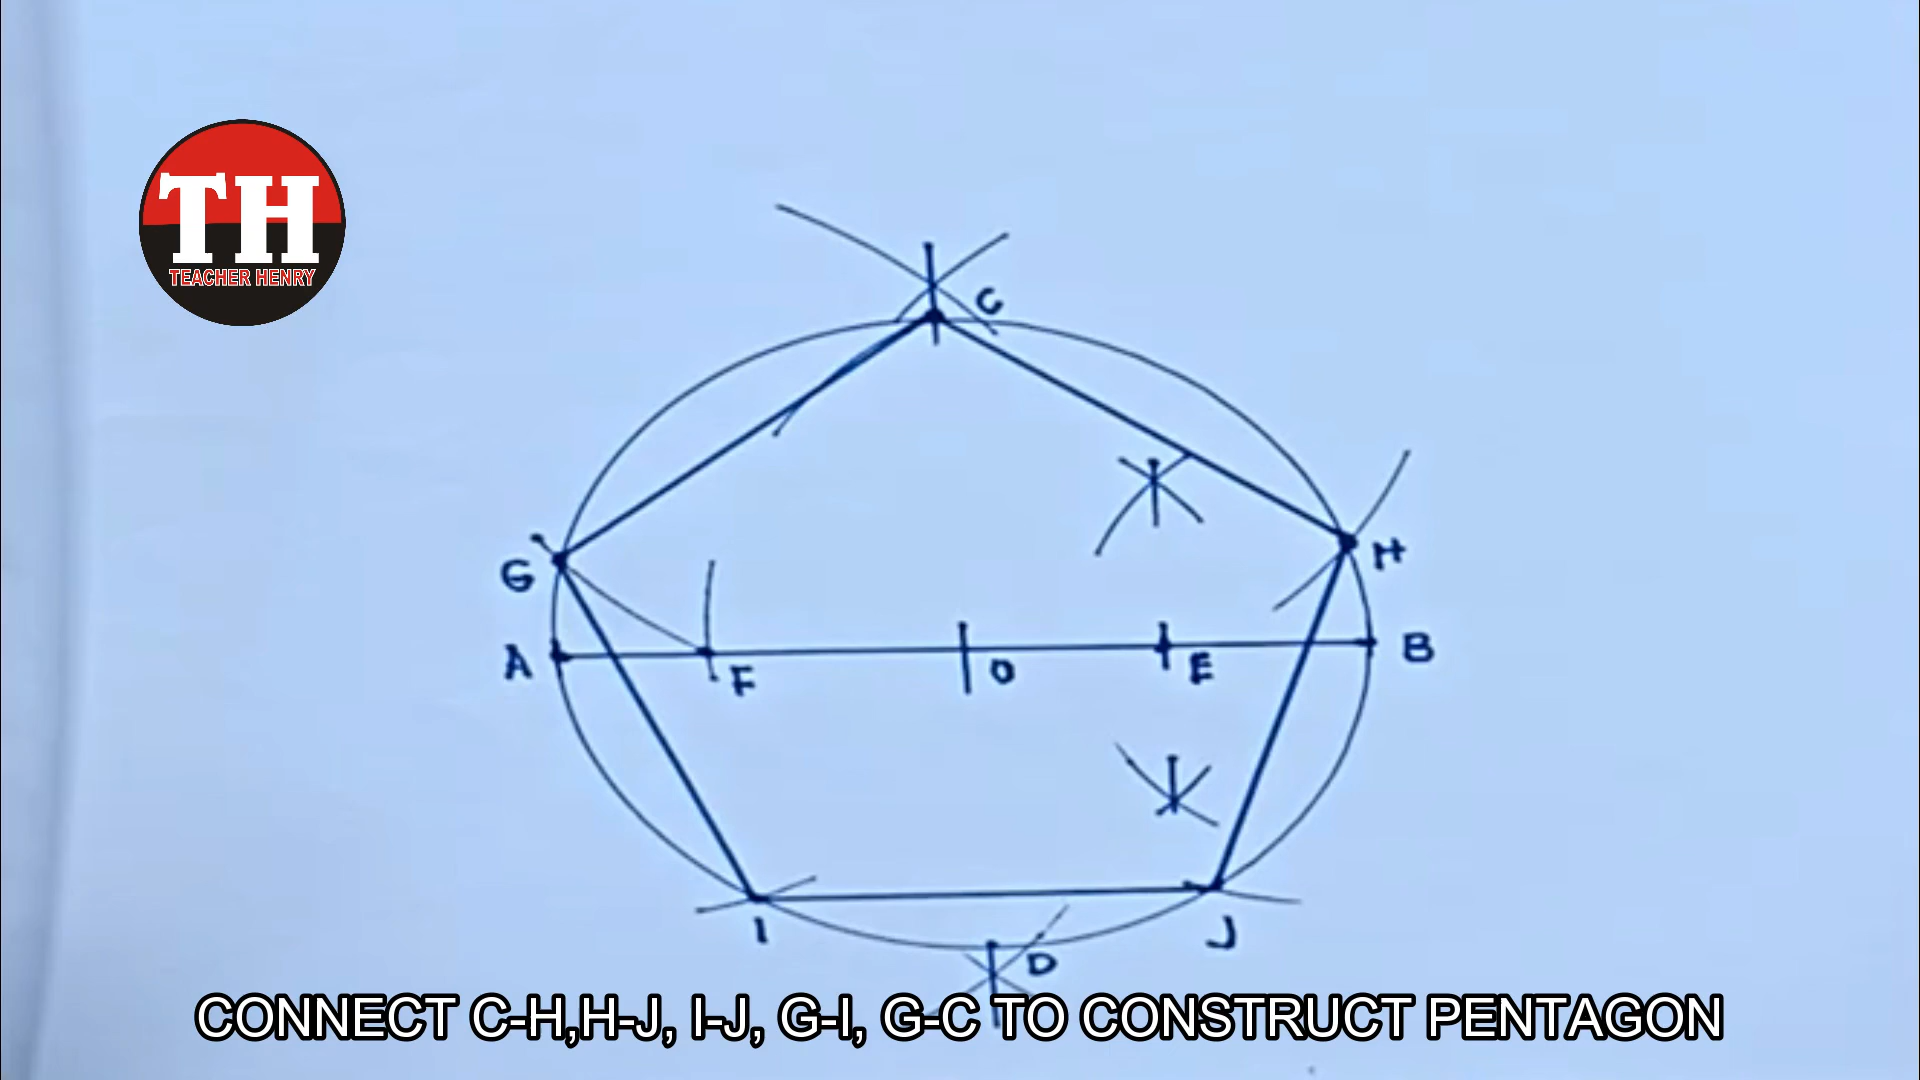 TH
TEACHER HENRY
C
G
H
A
F
O
E
B
I
J
D
CONNECT C-H,H-J, I-J, G-I, G-C TO CONSTRUCT PENTAGON